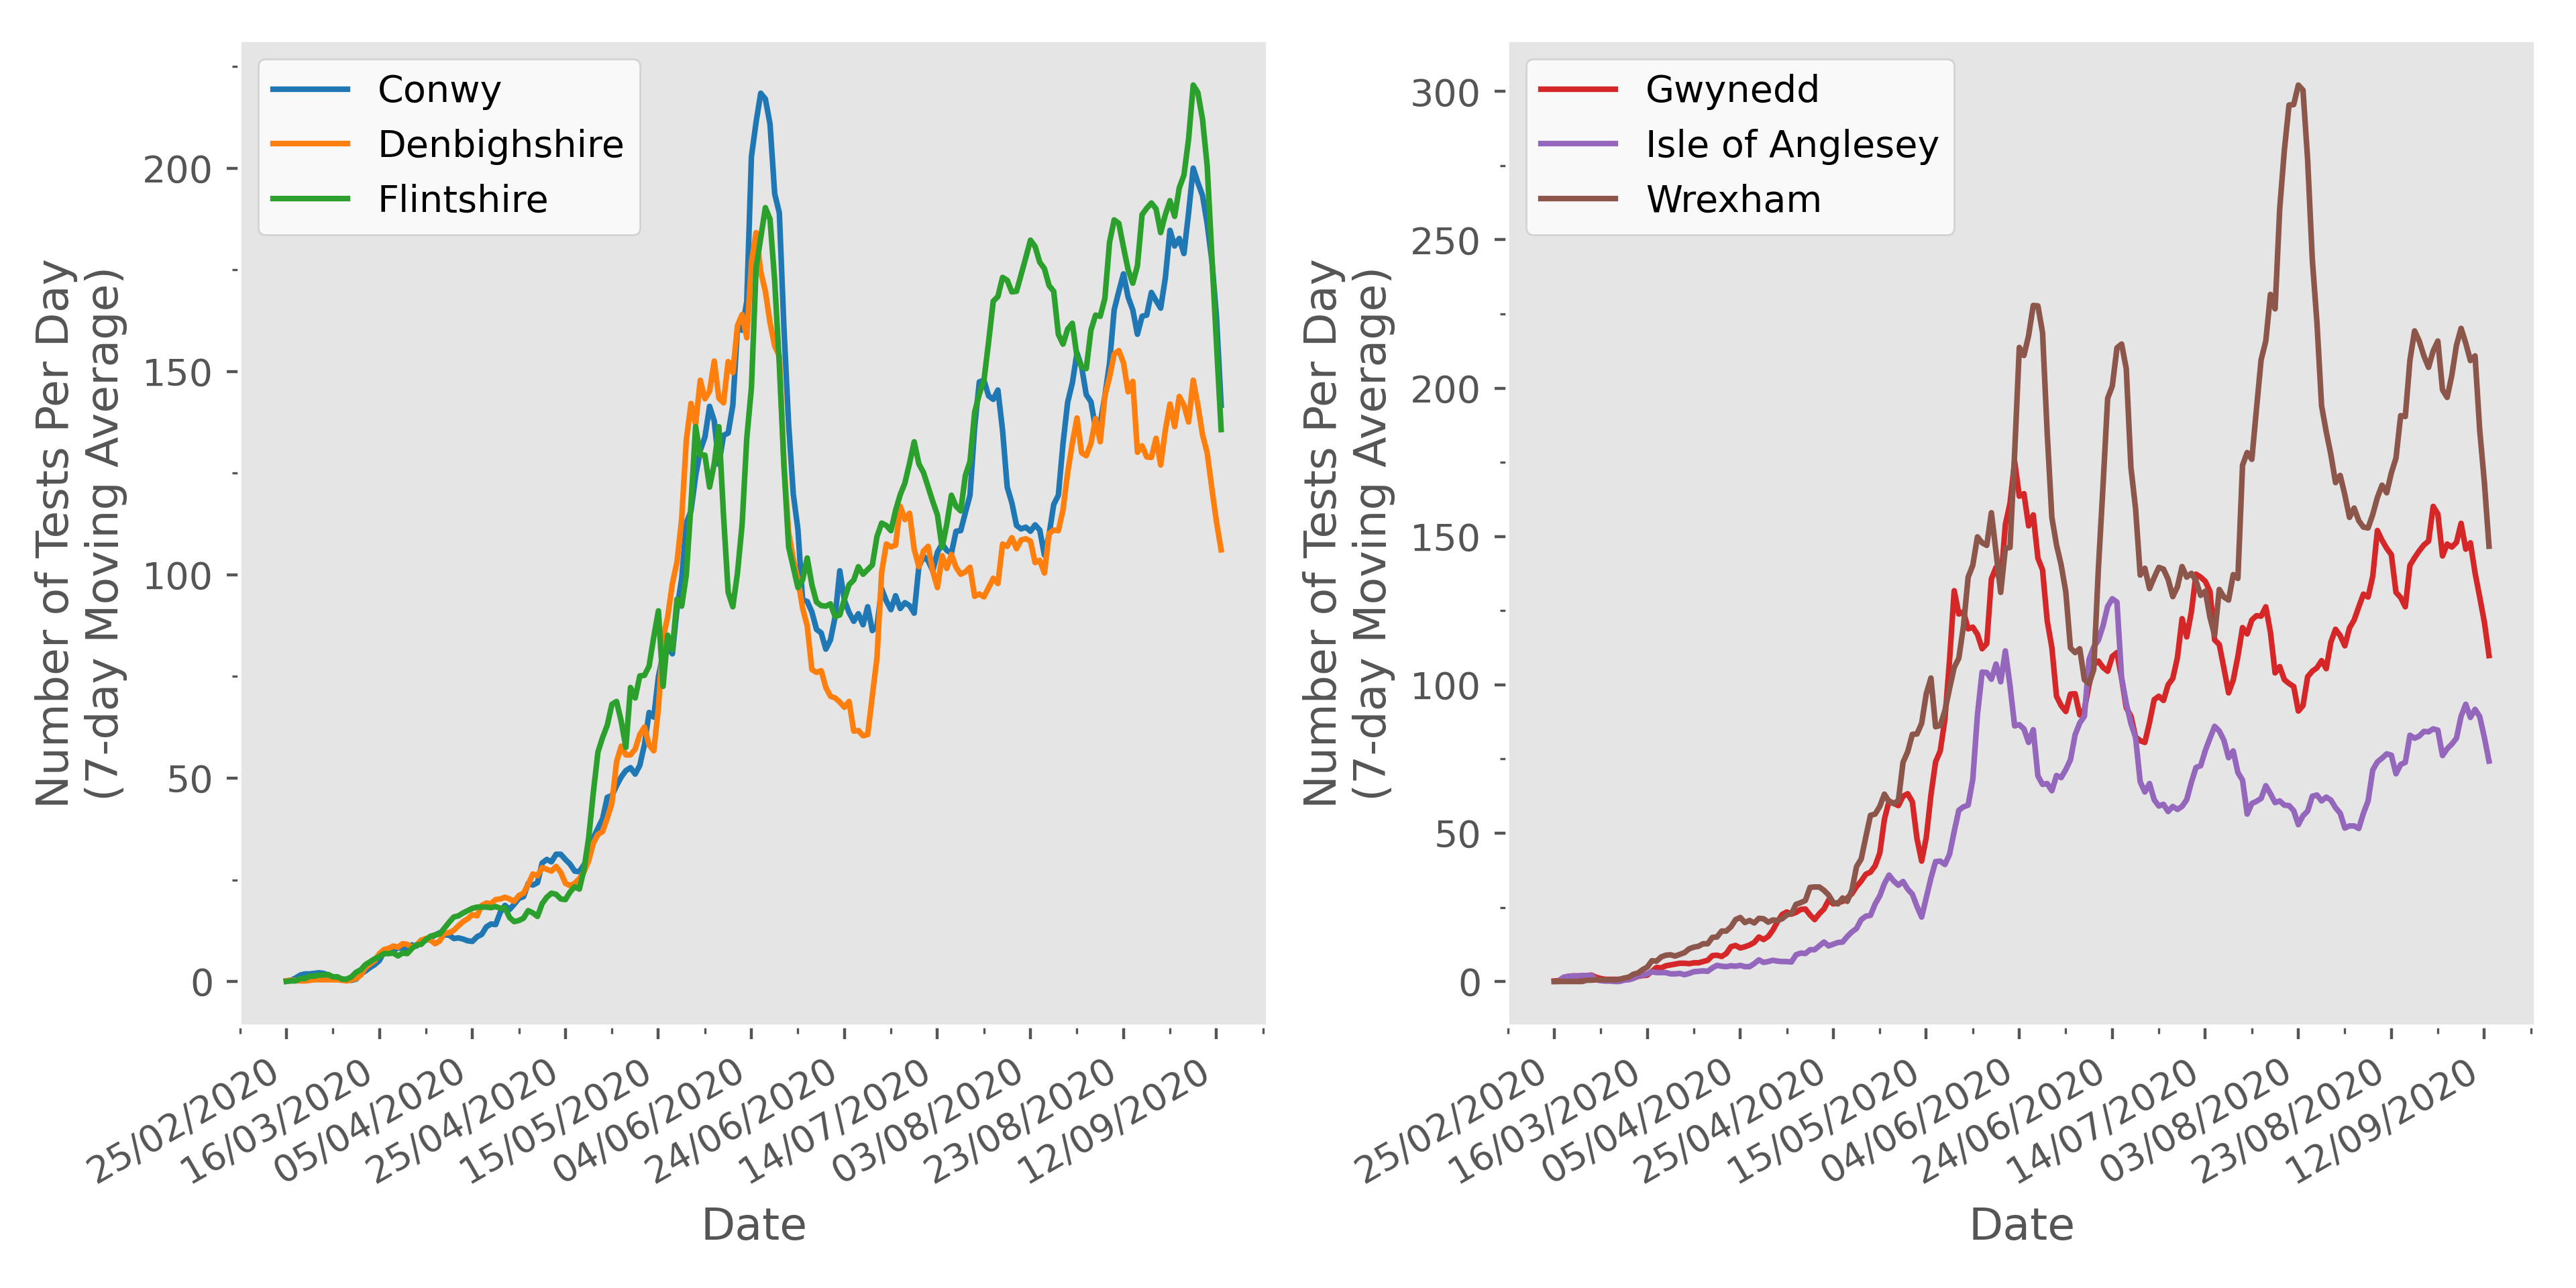 Conwy
Denbighshire
Flintshire
200
150
100
50
0
Number of Tests Per Day
(7-day Moving Average)
25/02/2020
16/03/2020
05/04/2020
25/04/2020
15/05/2020
04/06/2020
24/06/2020
14/07/2020
03/08/2020
23/08/2020
12/09/2020
Date
Gwynedd
Isle of Anglesey
Wrexham
300
250
200
150
100
50
0
Number of Tests Per Day
(7-day Moving Average)
25/02/2020
16/03/2020
05/04/2020
25/04/2020
15/05/2020
04/06/2020
24/06/2020
14/07/2020
03/08/2020
23/08/2020
12/09/2020
Date